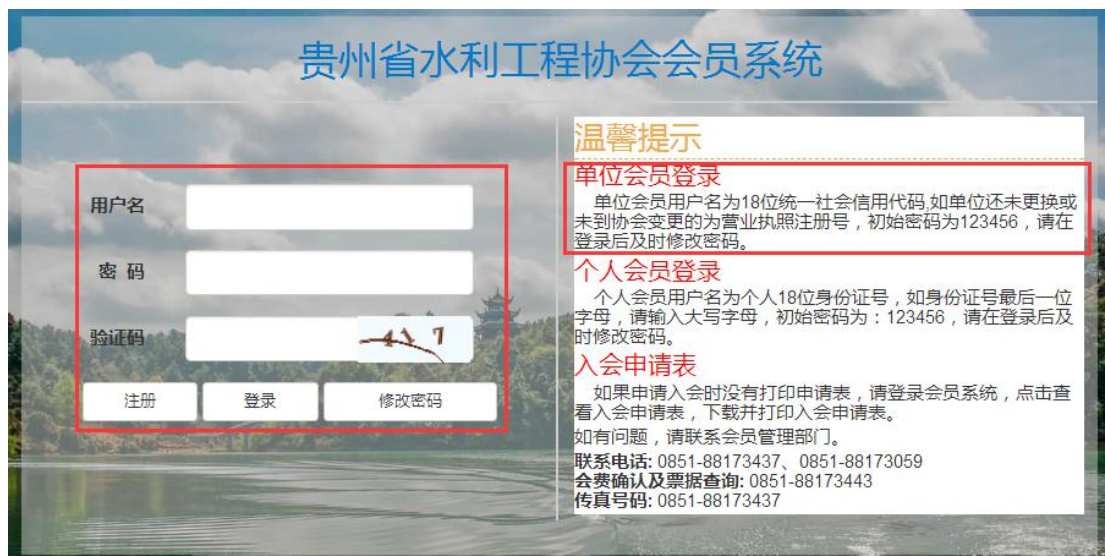 贵州省水利工程协会会员系统
用户名
密 码
验证码
注册
登录
修改密码
温馨提示
单位会员登录
单位会员用户名为18位统一社会信用代码,如单位还未更换或
未到协会变更的为营业执照注册号，初始密码为123456，请在
登录后及时修改密码。
个人会员登录
个人会员用户名为个人18位身份证号，如身份证号最后一位
字母，请输入大写字母，初始密码为：123456，请在登录后及
时修改密码。
入会申请表
如果申请入会时没有打印申请表，请登录会员系统，点击查
看入会申请表，下载并打印入会申请表。
如有问题，请联系会员管理部门。
联系电话: 0851-88173437、0851-88173059
会费确认及票据查询: 0851-88173443
传真号码: 0851-88173437